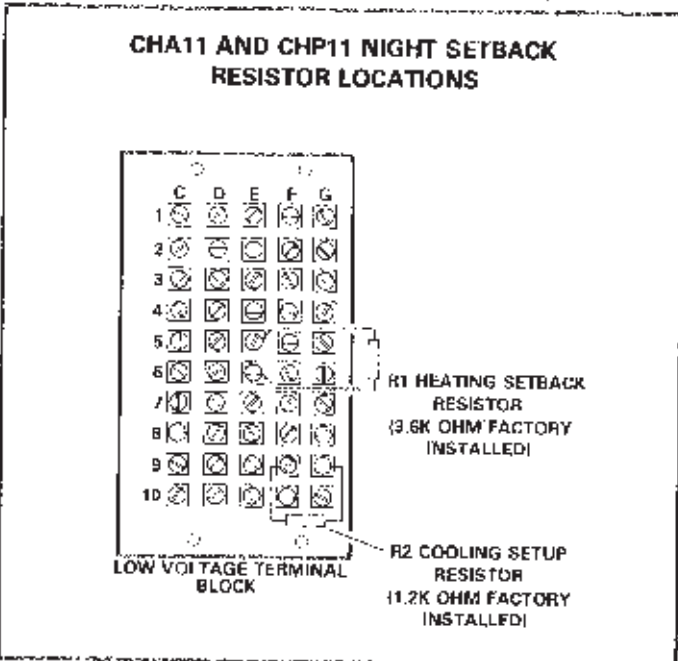 CHA11 AND CHP11 NIGHT SETBACK
RESISTOR LOCATIONS
C D E F G
1
2
3
4
5
6
7
8
9
10
R1 HEATING SETBACK
RESISTOR
(3.6K OHM FACTORY
INSTALLED)
LOW VOLTAGE TERMINAL
BLOCK
R2 COOLING SETUP
RESISTOR
(1.2K OHM FACTORY
INSTALLED)